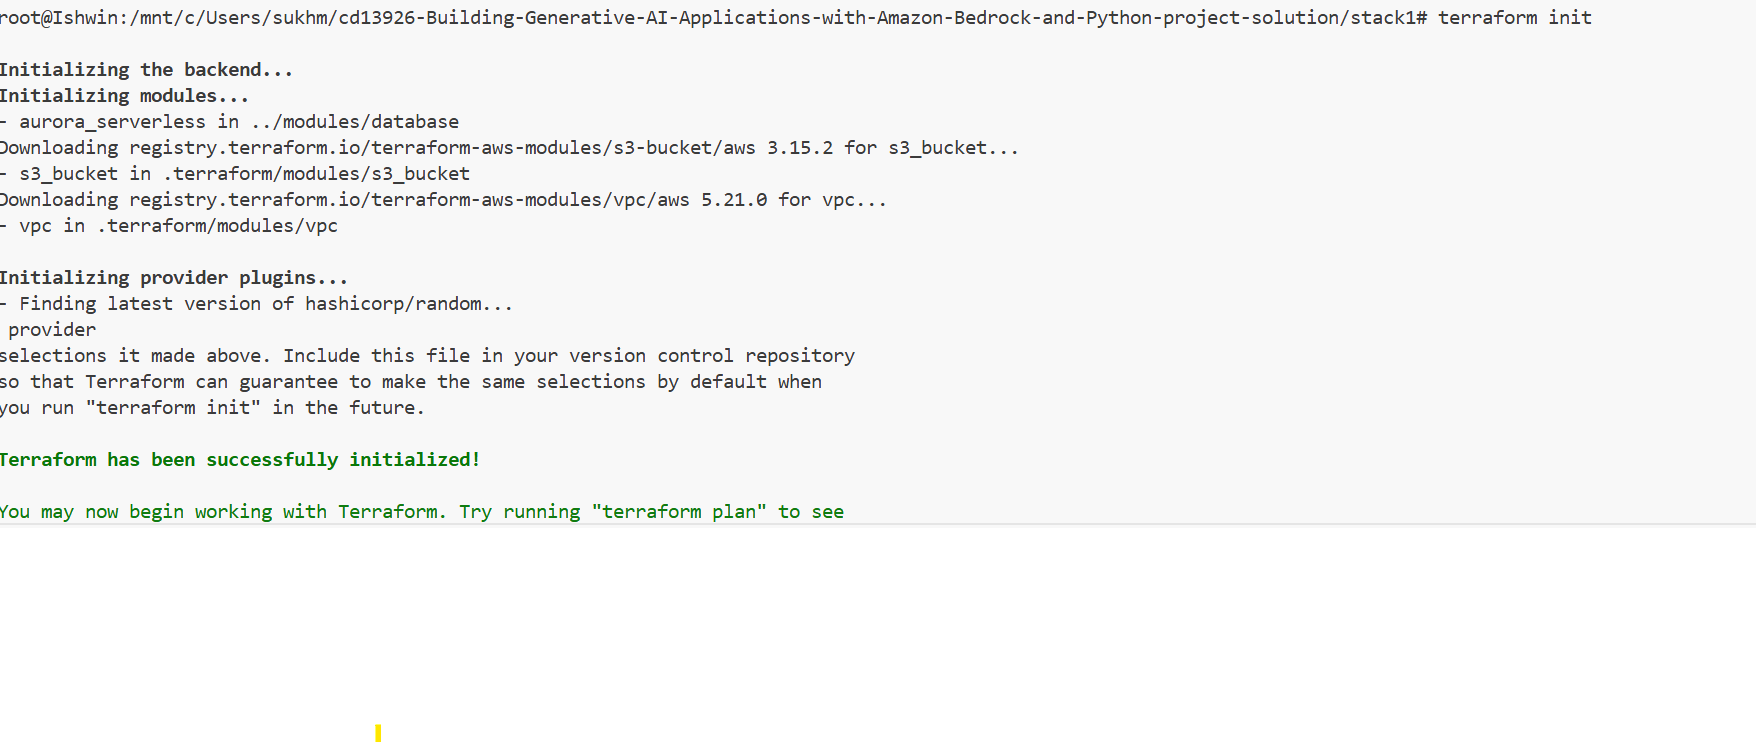 root@Ishwin:/mnt/c/Users/sukhm/cd13926-Building-Generative-AI-Applications-with-Amazon-Bedrock-and-Python-project-solution/stack1# terraform init
Initializing the backend...
Initializing modules...
- aurora_serverless in ../modules/database
Downloading registry.terraform.io/terraform-aws-modules/s3-bucket/aws 3.15.2 for s3_bucket...
- s3_bucket in .terraform/modules/s3_bucket
Downloading registry.terraform.io/terraform-aws-modules/vpc/aws 5.21.0 for vpc...
- vpc in .terraform/modules/vpc
Initializing provider plugins...
- Finding latest version of hashicorp/random...
provider
selections it made above. Include this file in your version control repository
so that Terraform can guarantee to make the same selections by default when
you run "terraform init" in the future.
Terraform has been successfully initialized!
You may now begin working with Terraform. Try running "terraform plan" to see